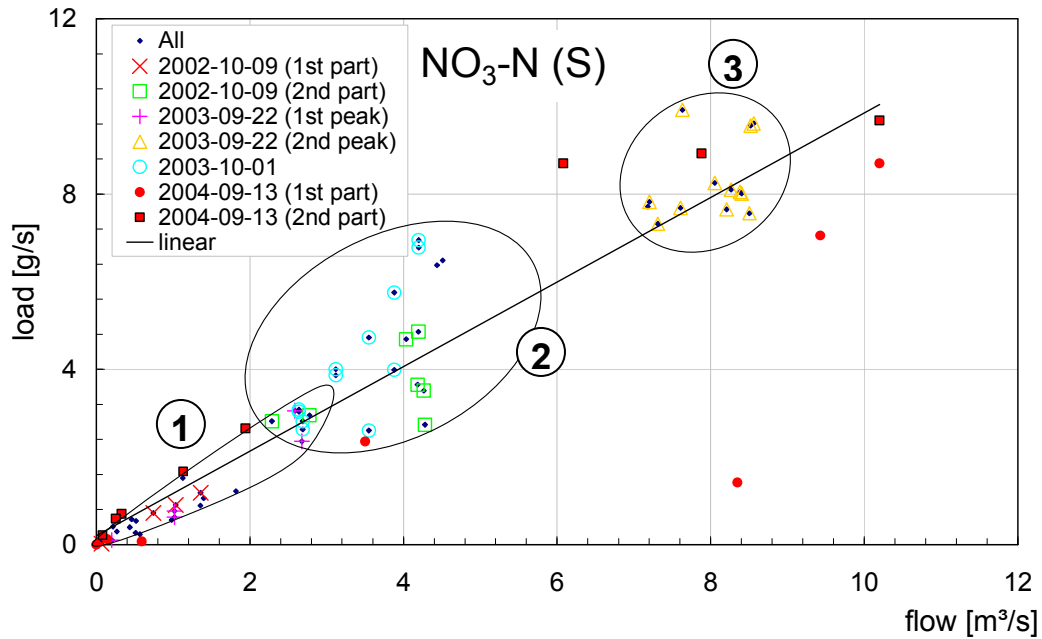 NO₃-N (S)
All
2002-10-09 (1st part)
2002-10-09 (2nd part)
2003-09-22 (1st peak)
2003-09-22 (2nd peak)
2003-10-01
2004-09-13 (1st part)
2004-09-13 (2nd part)
linear
load [g/s]
12
8
4
0
1
2
3
0 2 4 6 8 10 12
flow [m³/s]